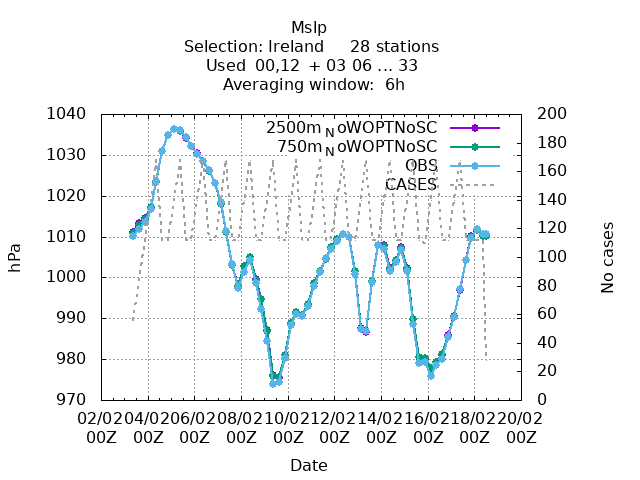 Mslp
Selection: Ireland 28 stations
Used 00,12 + 03 06 ... 33
Averaging window: 6h
1040
1030
1020
1010
1000
990
980
970
hPa
200
180
160
140
120
100
80
60
40
20
0
No cases
2500m NoWOPTNoSC
750m NoWOPTNoSC
OBS
CASES
02/02 04/02 06/02 08/02 10/02 12/02 14/02 16/02 18/02 20/02
00Z 00Z 00Z 00Z 00Z 00Z 00Z 00Z 00Z 00Z
Date